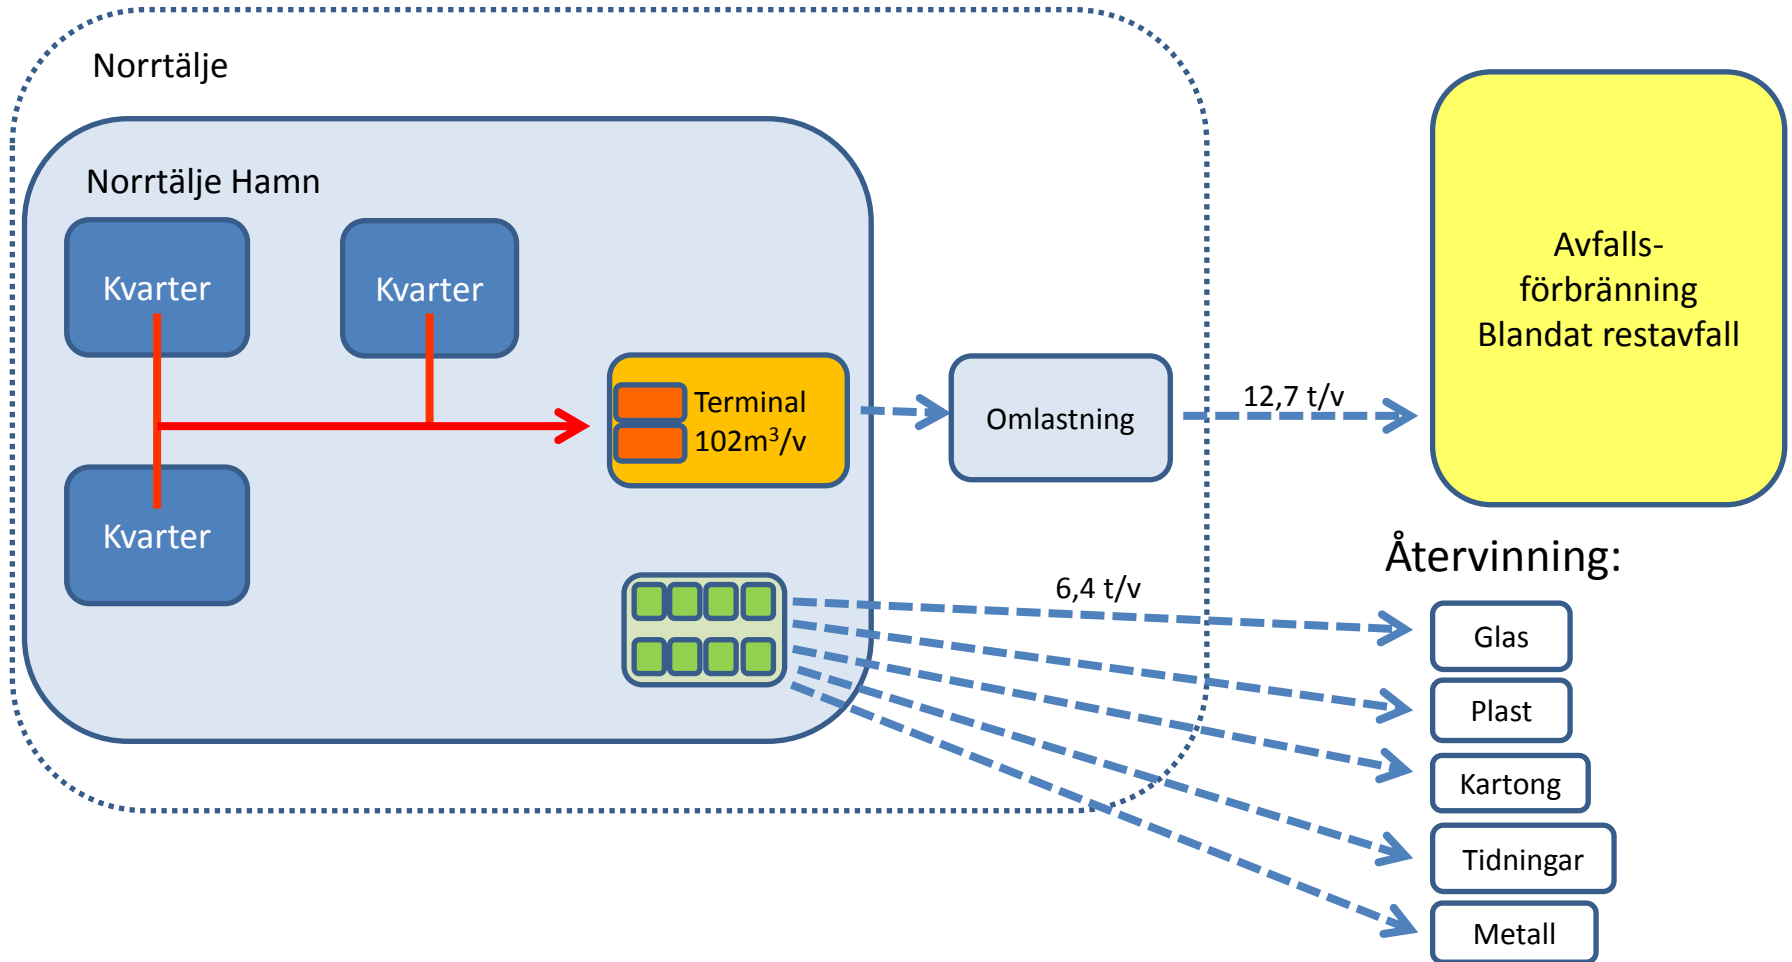 Norrtälje
Norrtälje Hamn
Kvarter
Kvarter
Kvarter
Terminal
102m³/v
Omlastning
12,7 t/v
Avfalls-
förbränning
Blandat restavfall
6,4 t/v
Återvinning:
Glas
Plast
Kartong
Tidningar
Metall